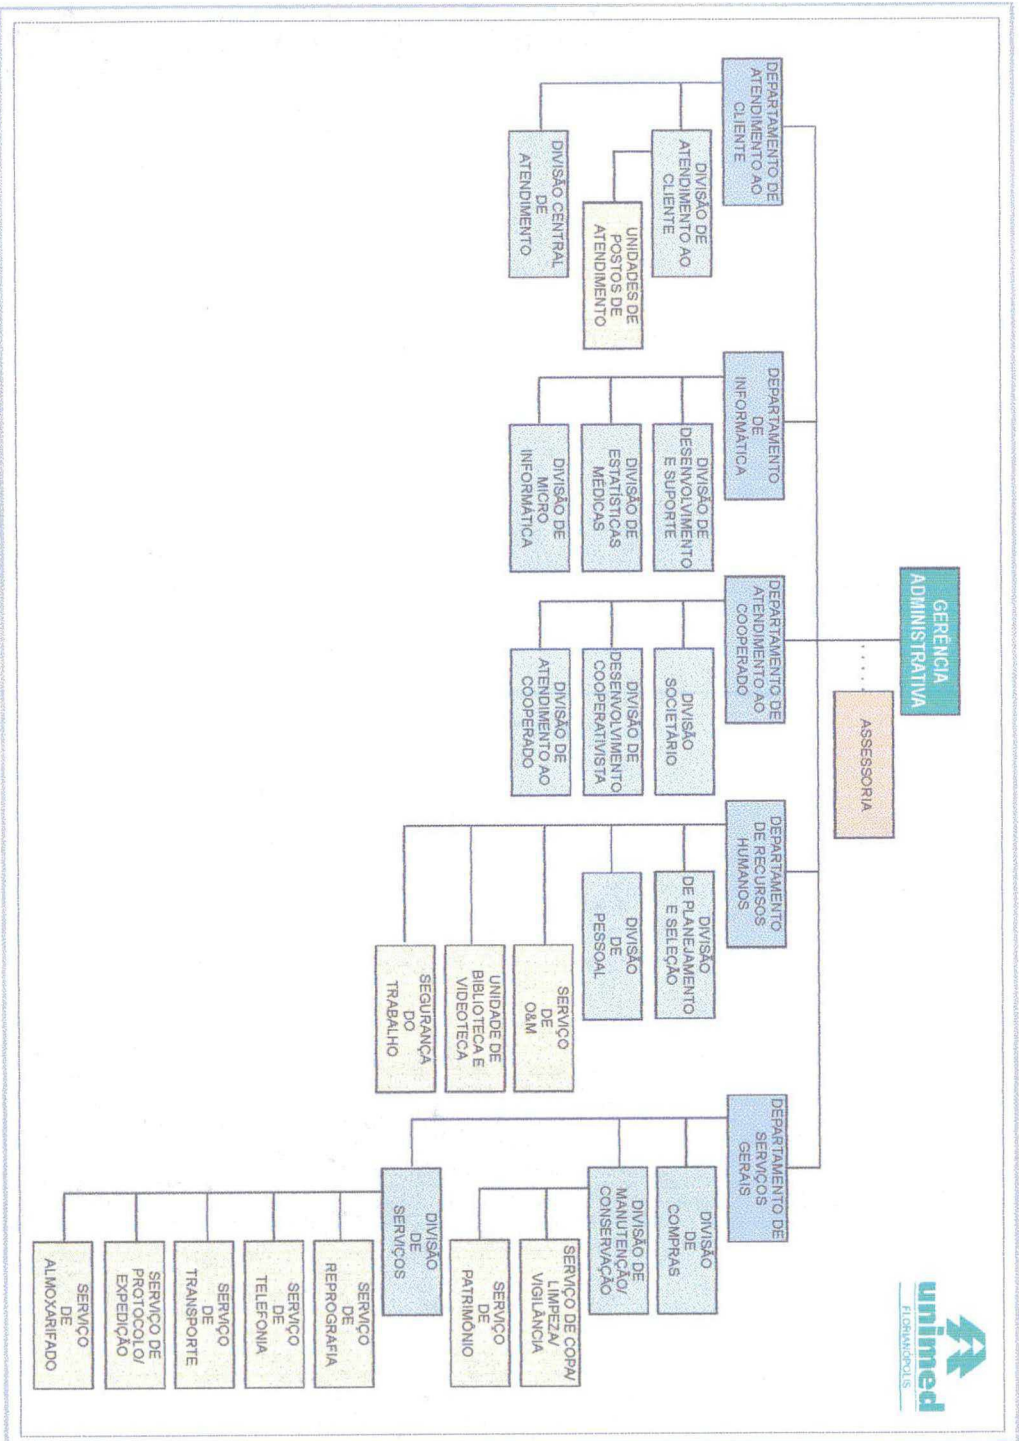 unimed
FLORIANÓPOLIS
GERÊNCIA
ADMINISTRATIVA
ASSESSORIA
DEPARTAMENTO DE
ATENDIMENTO AO
CLIENTE
DIVISÃO DE
ATENDIMENTO AO
CLIENTE
UNIDADES DE
POSTOS DE
ATENDIMENTO
DIVISÃO CENTRAL
DE
ATENDIMENTO
DEPARTAMENTO
DE
INFORMÁTICA
DIVISÃO DE
DESENVOLVIMENTO
E SUPORTE
DIVISÃO DE
ESTATÍSTICAS
MÉDICAS
DIVISÃO DE
MICRO
INFORMÁTICA
DEPARTAMENTO DE
ATENDIMENTO AO
COOPERADO
DIVISÃO
SOCIETÁRIO
DIVISÃO DE
DESENVOLVIMENTO
COOPERATIVISTA
DIVISÃO DE
ATENDIMENTO AO
COOPERADO
DEPARTAMENTO
DE RECURSOS
HUMANOS
DIVISÃO
DE PLANEJAMENTO
E SELEÇÃO
DIVISÃO
DE
PESSOAL
SERVIÇO
DE
O&M
UNIDADE DE
BIBLIOTECA E
VIDEOTECA
SEGURANÇA
DO
TRABALHO
DEPARTAMENTO DE
SERVIÇOS
GERAIS
DIVISÃO
DE
COMPRAS
DIVISÃO DE
MANUTENÇÃO/
CONSERVAÇÃO
SERVIÇO DE COPA/
LIMPEZA/
VIGILÂNCIA
SERVIÇO
DE
PATRIMÔNIO
DIVISÃO
DE
SERVIÇOS
SERVIÇO
DE
REPROGRAFIA
SERVIÇO
DE
TELEFONIA
SERVIÇO
DE
TRANSPORTE
SERVIÇO DE
PROTOCOLO/
EXPEDIÇÃO
SERVIÇO
DE
ALMOXARIFADO